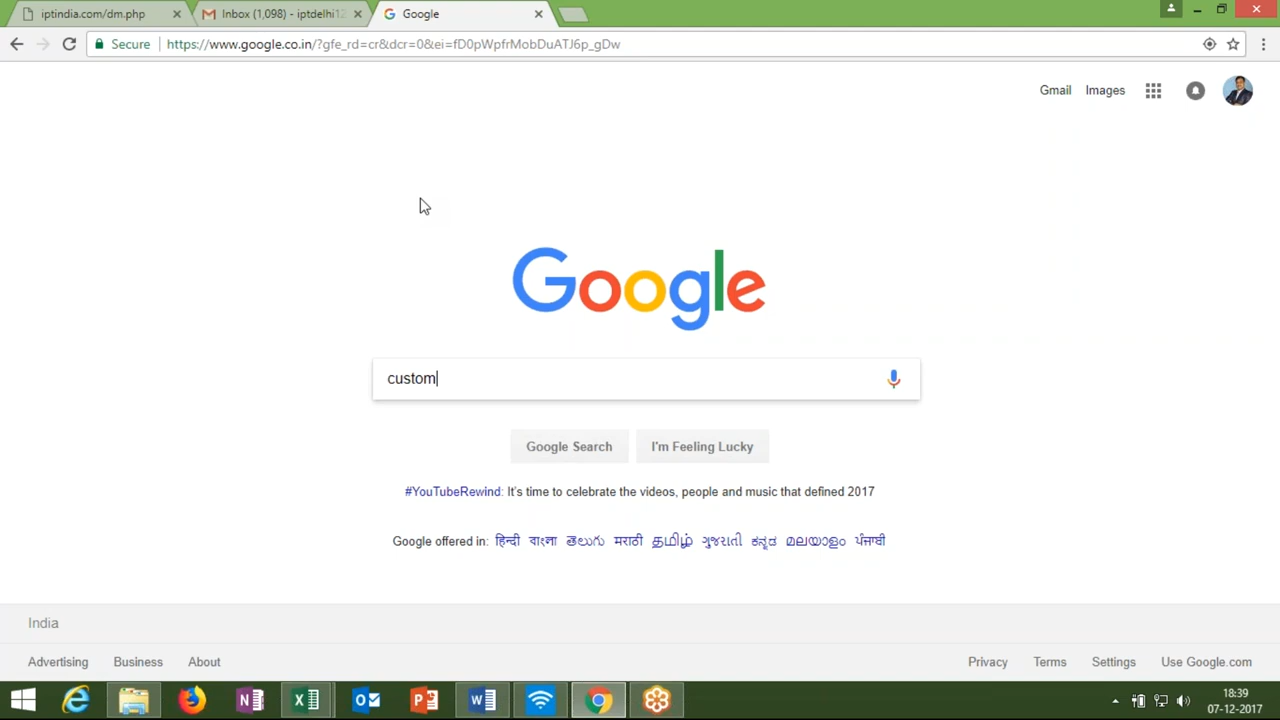 iptindia.com/dm.php
Inbox (1,098) - iptdelhi12
Google
Secure
https://www.google.co.in/?gfe_rd=cr&dcr=0&ei=fD0pWpfrMobDuATJ6p_gDw
Gmail Images
Google
custom
Google Search I'm Feeling Lucky
#YouTubeRewind: It's time to celebrate the videos, people and music that defined 2017
Google offered in: हिन्दी বাংলা తెలుగు मराठी தமிழ் ગુજરાતી ಕನ್ನಡ മലയാളം ਪੰਜਾਬੀ
India
Advertising Business About Privacy Terms Settings Use Google.com
18:39
07-12-2017